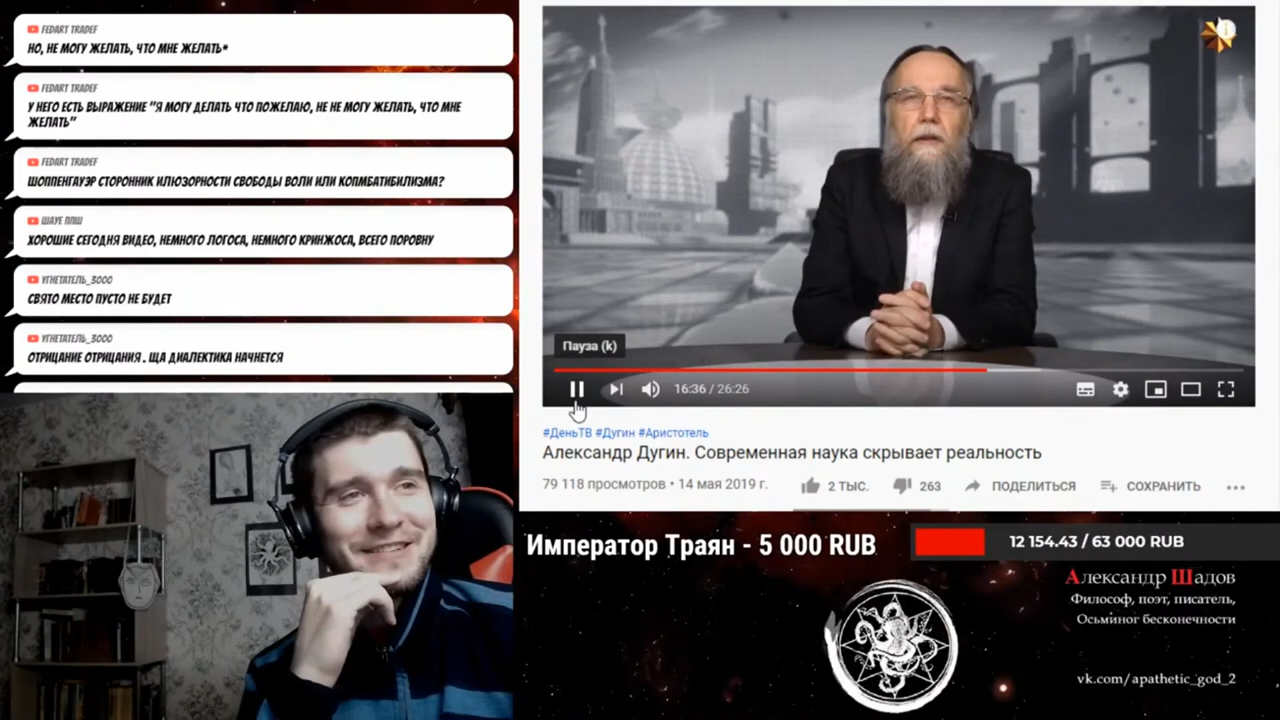 FEDART TRADEF
НО, НЕ МОГУ ЖЕЛАТЬ, ЧТО МНЕ ЖЕЛАТЬ*
FEDART TRADEF
У НЕГО ЕСТЬ ВЫРАЖЕНИЕ "Я МОГУ ДЕЛАТЬ ЧТО ПОЖЕЛАЮ, НЕ НЕ МОГУ ЖЕЛАТЬ, ЧТО МНЕ
ЖЕЛАТЬ"
FEDART TRADEF
ШОППЕНГАУЭР СТОРОННИК ИЛЮЗОРНОСТИ СВОБОДЫ ВОЛИ ИЛИ КОПМБАТИБИЛИЗМА?
ШАУЕ ППШ
ХОРОШИЕ СЕГОДНЯ ВИДЕО, НЕМНОГО ЛОГОСА, НЕМНОГО КРИНЖОСА, ВСЕГО ПОРОВНУ
УГНЕТАТЕЛЬ_3000
СВЯТО МЕСТО ПУСТО НЕ БУДЕТ
УГНЕТАТЕЛЬ_3000
ОТРИЦАНИЕ ОТРИЦАНИЯ . ЩА ДИАЛЕКТИКА НАЧНЕТСЯ
Пауза (k)
16:36 / 26:26
#ДеньТВ #Дугин #Аристотель
Александр Дугин. Современная наука скрывает реальность
79 118 просмотров • 14 мая 2019 г.
2 ТЫС.
263
ПОДЕЛИТЬСЯ
СОХРАНИТЬ
Император Траян - 5 000 RUB
12 154.43 / 63 000 RUB
Александр Шадов
Философ, поэт, писатель,
Осьминог бесконечности
vk.com/apathetic_god_2